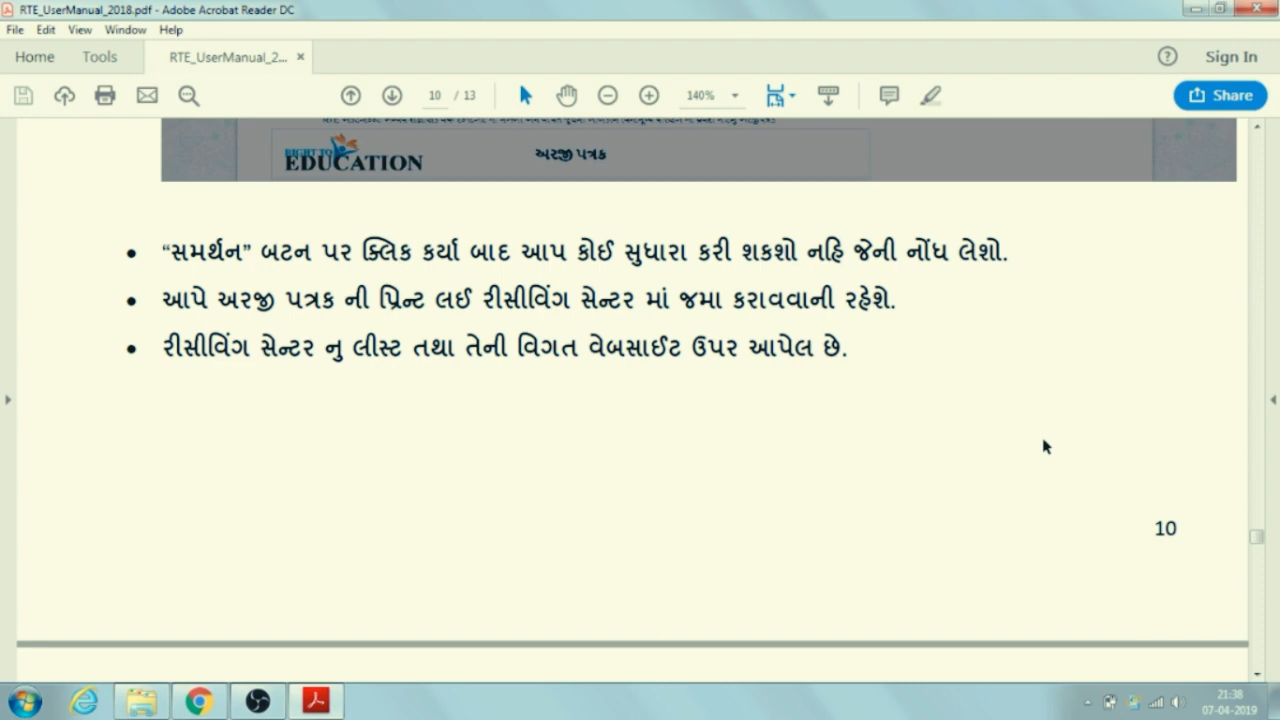 RTE_UserManual_2018.pdf - Adobe Acrobat Reader DC
File Edit View Window Help
Home Tools RTE_UserManual_2... × Sign In
10 / 13 140% Share
RIGHT TO
EDUCATION અરજી પત્રક
• “સમર્થન” બટન પર ક્લિક કર્યા બાદ આપ કોઈ સુધારા કરી શકશો નહિ જેની નોંધ લેશો.
• આપે અરજી પત્રક ની પ્રિન્ટ લઈ રીસીવિંગ સેન્ટર માં જમા કરાવવાની રહેશે.
• રીસીવિંગ સેન્ટર નુ લીસ્ટ તથા તેની વિગત વેબસાઈટ ઉપર આપેલ છે.
10
21:38
07-04-2019